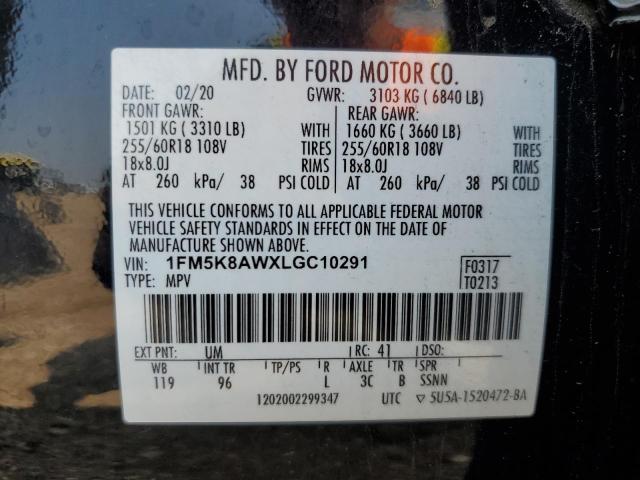 MFD. BY FORD MOTOR CO.
DATE: 02/20 GVWR: 3103 KG ( 6840 LB)
FRONT GAWR: REAR GAWR:
1501 KG ( 3310 LB) WITH 1660 KG ( 3660 LB) WITH
255/60R18 108V TIRES 255/60R18 108V TIRES
18x8.0J RIMS 18x8.0J RIMS
AT 260 kPa/ 38 PSI COLD AT 260 kPa/ 38 PSI COLD
THIS VEHICLE CONFORMS TO ALL APPLICABLE FEDERAL MOTOR
VEHICLE SAFETY STANDARDS IN EFFECT ON THE DATE OF
MANUFACTURE SHOWN ABOVE.
VIN: 1FM5K8AWXLGC10291 F0317
TYPE: MPV T0213
EXT PNT: UM RC: 41 DSO:
WB INT TR TP/PS R AXLE TR SPR
119 96 L 3C B SSNN
1202002299347 UTC ▽ 5U5A-1520472-BA